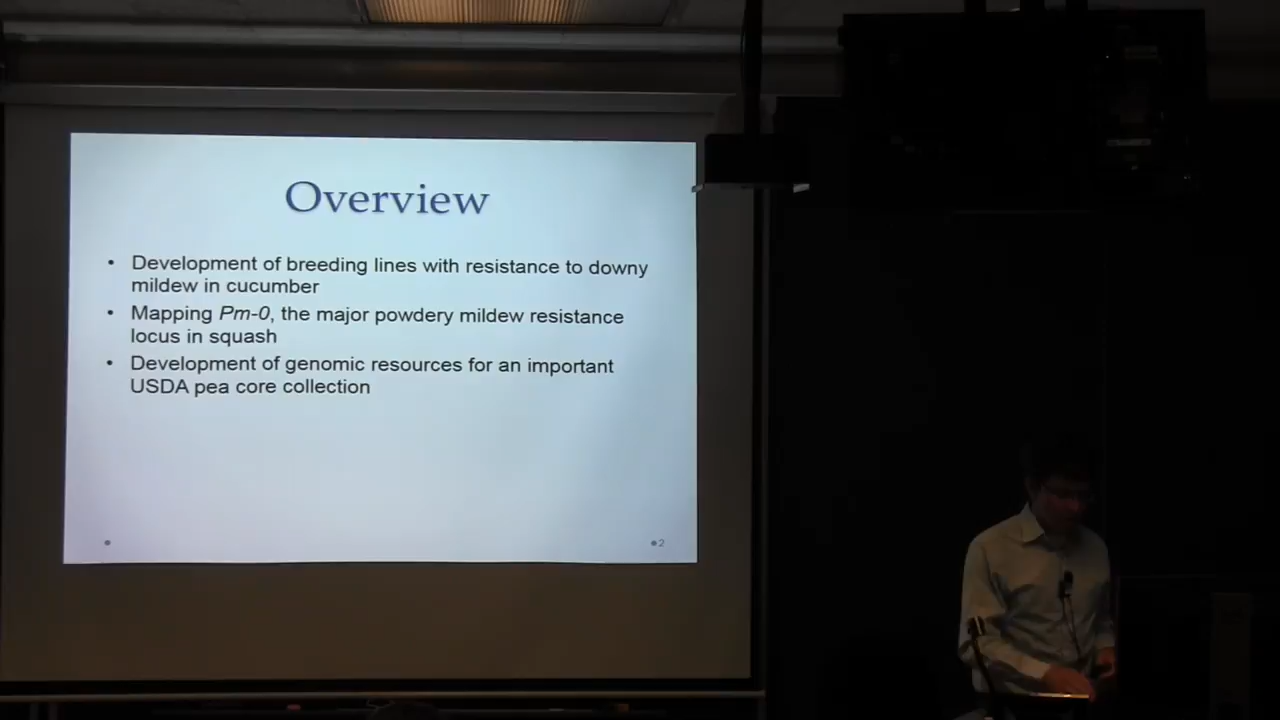 Overview
• Development of breeding lines with resistance to downy
mildew in cucumber
• Mapping Pm-0, the major powdery mildew resistance
locus in squash
• Development of genomic resources for an important
USDA pea core collection
2